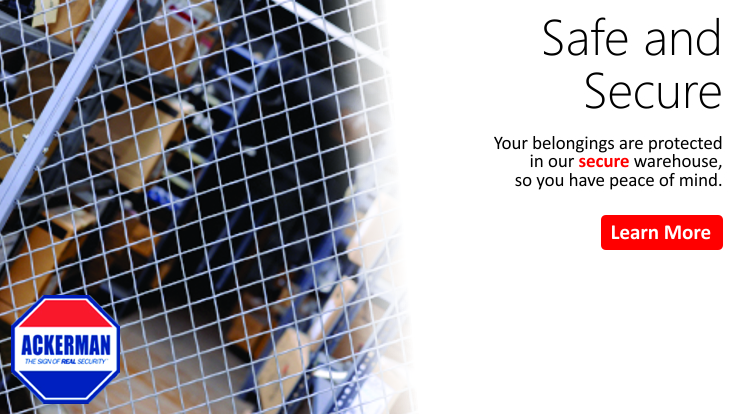 Safe and
Secure
Your belongings are protected
in our secure warehouse,
so you have peace of mind.
Learn More
ACKERMAN
THE SIGN OF REAL SECURITY